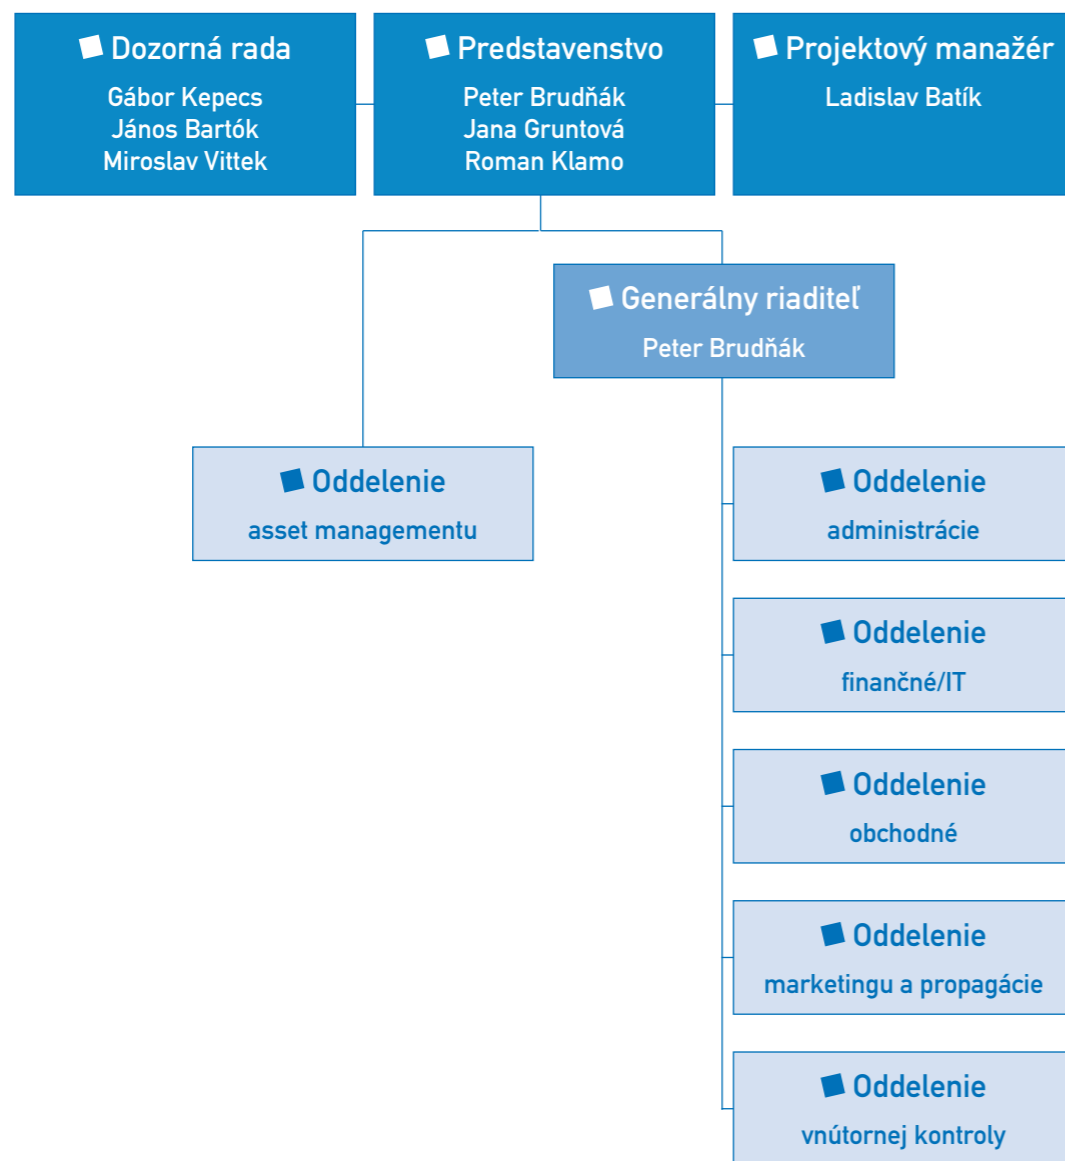 Dozorná rada
Gábor Kepecs
János Bartók
Miroslav Vittek
Predstavenstvo
Peter Brudňák
Jana Gruntová
Roman Klamo
Projektový manažér
Ladislav Batík
Generálny riaditeľ
Peter Brudňák
Oddelenie
asset managementu
Oddelenie
administrácie
Oddelenie
finančné/IT
Oddelenie
obchodné
Oddelenie
marketingu a propagácie
Oddelenie
vnútornej kontroly